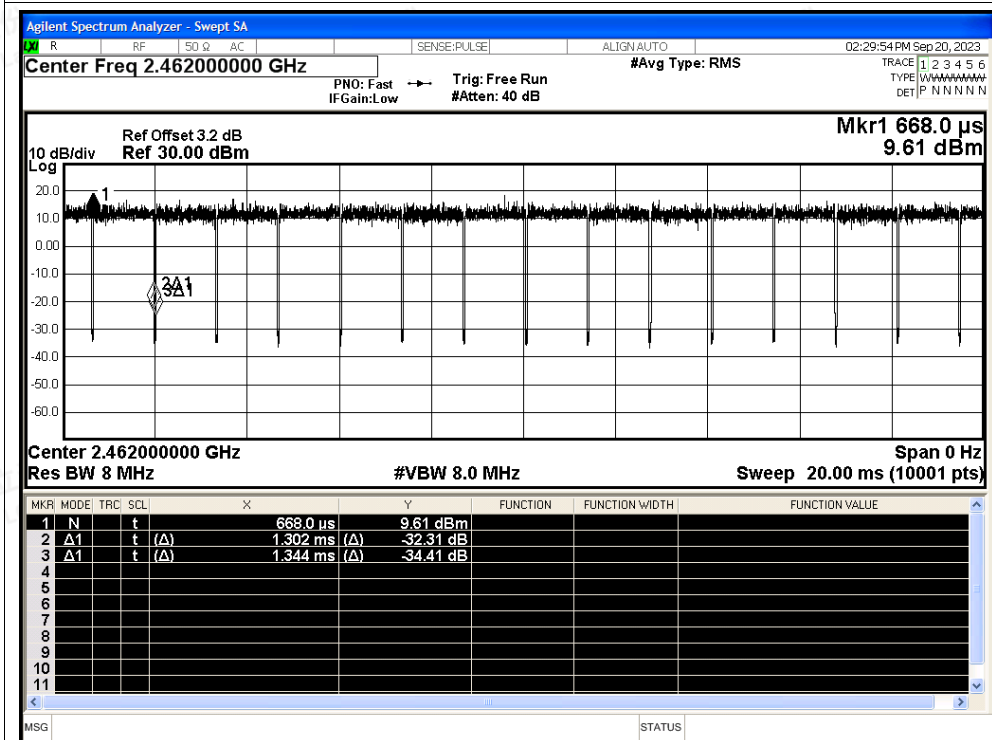 Agilent Spectrum Analyzer - Swept SA
LXI R RF 50 Ω AC SENSE:PULSE ALIGN AUTO 02:29:54 PM Sep 20, 2023
Center Freq 2.462000000 GHz #Avg Type: RMS TRACE 1 2 3 4 5 6
PNO: Fast Trig: Free Run TYPE W
IFGain:Low #Atten: 40 dB DET P N N N N N
Mkr1 668.0 µs
9.61 dBm
Ref Offset 3.2 dB
10 dB/div Ref 30.00 dBm
Log
20.0
10.0
0.00
-10.0
-20.0
-30.0
-40.0
-50.0
-60.0
1
3Δ1
Center 2.462000000 GHz Span 0 Hz
Res BW 8 MHz #VBW 8.0 MHz Sweep 20.00 ms (10001 pts)
MKR MODE TRC SCL X Y FUNCTION FUNCTION WIDTH FUNCTION VALUE
1 N t 668.0 µs 9.61 dBm
2 Δ1 t (Δ) 1.302 ms (Δ) -32.31 dB
3 Δ1 t (Δ) 1.344 ms (Δ) -34.41 dB
4
5
6
7
8
9
10
11
MSG STATUS